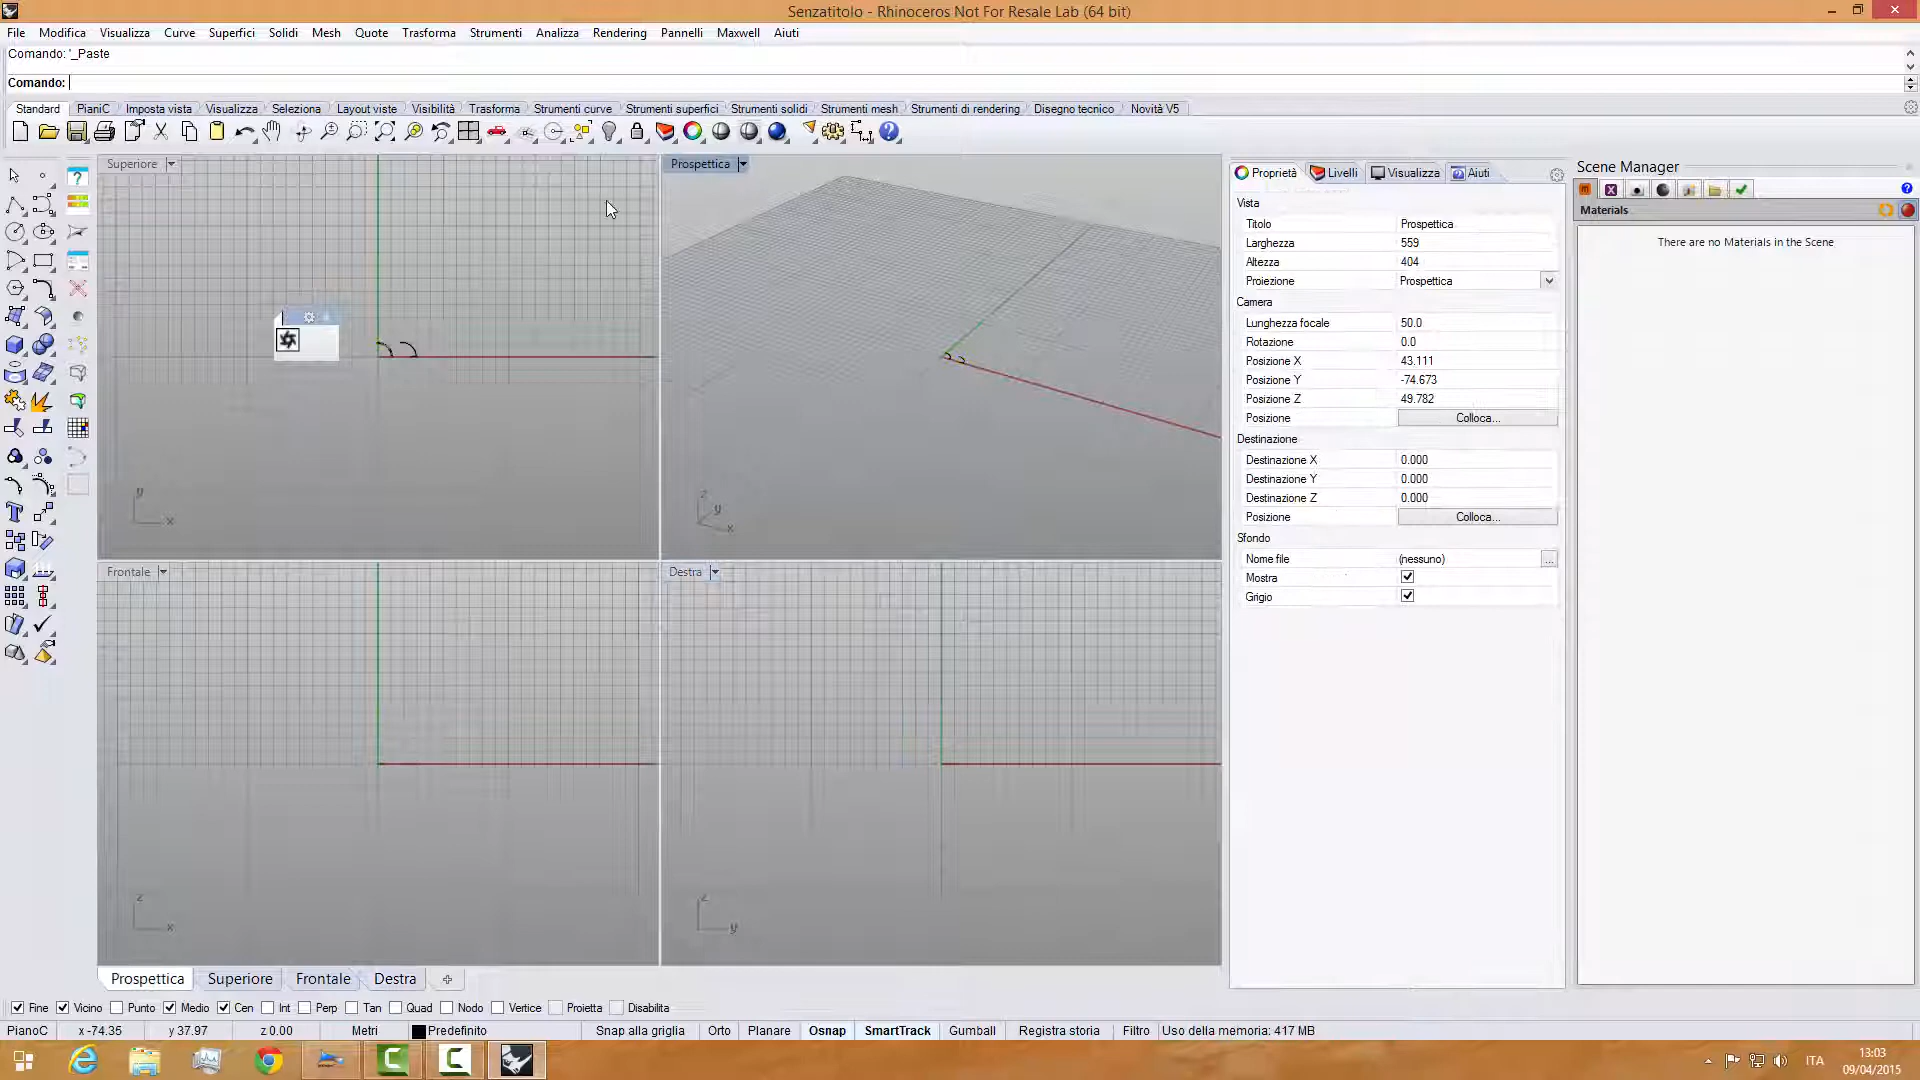 Senzatitolo - Rhinoceros Not For Resale Lab (64 bit)
File Modifica Visualizza Curve Superfici Solidi Mesh Quote Trasforma Strumenti Analizza Rendering Pannelli Maxwell Aiuti
Comando: '_Paste
Comando:
Standard PianiC Imposta vista Visualizza Seleziona Layout viste Visibilità Trasforma Strumenti curve Strumenti superfici Strumenti solidi Strumenti mesh Strumenti di rendering Disegno tecnico Novità V5
Superiore
Prospettica
Frontale
Destra
y
x
z
y
x
z
x
z
y
Proprietà Livelli Visualizza Aiuti
Vista
Titolo Prospettica
Larghezza 559
Altezza 404
Proiezione Prospettica
Camera
Lunghezza focale 50.0
Rotazione 0.0
Posizione X 43.111
Posizione Y -74.673
Posizione Z 49.782
Posizione Colloca...
Destinazione
Destinazione X 0.000
Destinazione Y 0.000
Destinazione Z 0.000
Posizione Colloca...
Sfondo
Nome file (nessuno) ...
Mostra
Grigio
Scene Manager
Materials
There are no Materials in the Scene
Prospettica Superiore Frontale Destra
Fine Vicino Punto Medio Cen Int Perp Tan Quad Nodo Vertice Proietta Disabilita
PianoC x -74.35 y 37.97 z 0.00 Metri Predefinito Snap alla griglia Orto Planare Osnap SmartTrack Gumball Registra storia Filtro Uso della memoria: 417 MB
ITA
13:03
09/04/2015